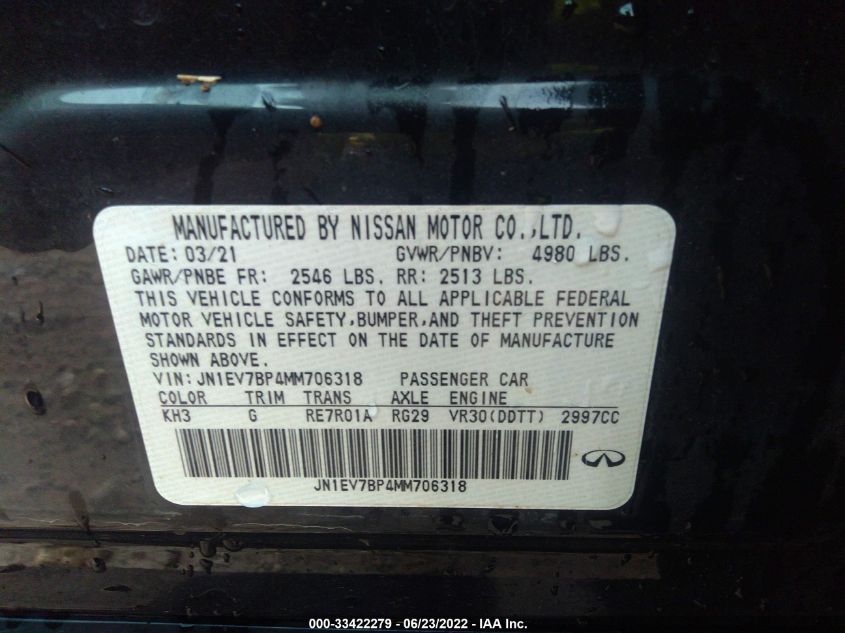 MANUFACTURED BY NISSAN MOTOR CO.,LTD.
DATE: 03/21 GVWR/PNBV: 4980 LBS.
GAWR/PNBE FR: 2546 LBS. RR: 2513 LBS.
THIS VEHICLE CONFORMS TO ALL APPLICABLE FEDERAL
MOTOR VEHICLE SAFETY,BUMPER,AND THEFT PREVENTION
STANDARDS IN EFFECT ON THE DATE OF MANUFACTURE
SHOWN ABOVE.
VIN: JN1EV7BP4MM706318 PASSENGER CAR
COLOR TRIM TRANS AXLE ENGINE
KH3 G RE7R01A RG29 VR30(DDTT) 2997CC
JN1EV7BP4MM706318
000-33422279 - 06/23/2022 - IAA Inc.